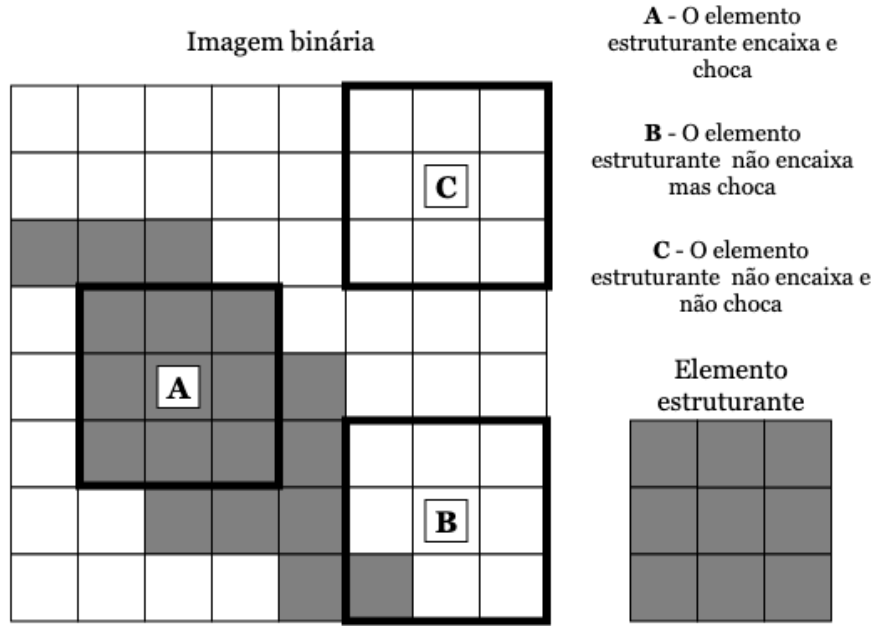 Imagem binária
A - O elemento
estruturante encaixa e
choca
B - O elemento
estruturante não encaixa
mas choca
C - O elemento
estruturante não encaixa e
não choca
Elemento
estruturante
C
A
B